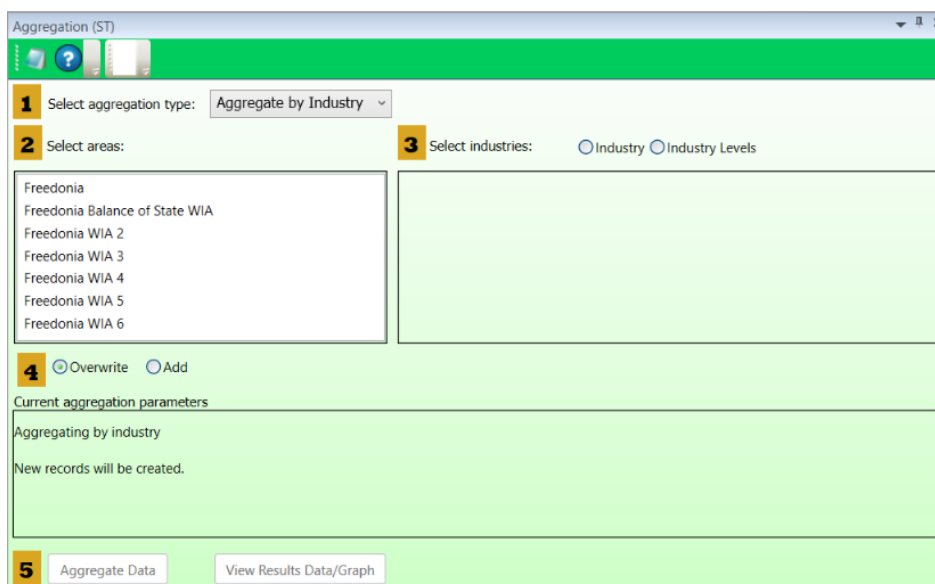 Aggregation (ST)
?
1 Select aggregation type: Aggregate by Industry
2 Select areas: 3 Select industries: Industry Industry Levels
Freedonia
Freedonia Balance of State WIA
Freedonia WIA 2
Freedonia WIA 3
Freedonia WIA 4
Freedonia WIA 5
Freedonia WIA 6
4 Overwrite Add
Current aggregation parameters
Aggregating by industry
New records will be created.
5 Aggregate Data View Results Data/Graph